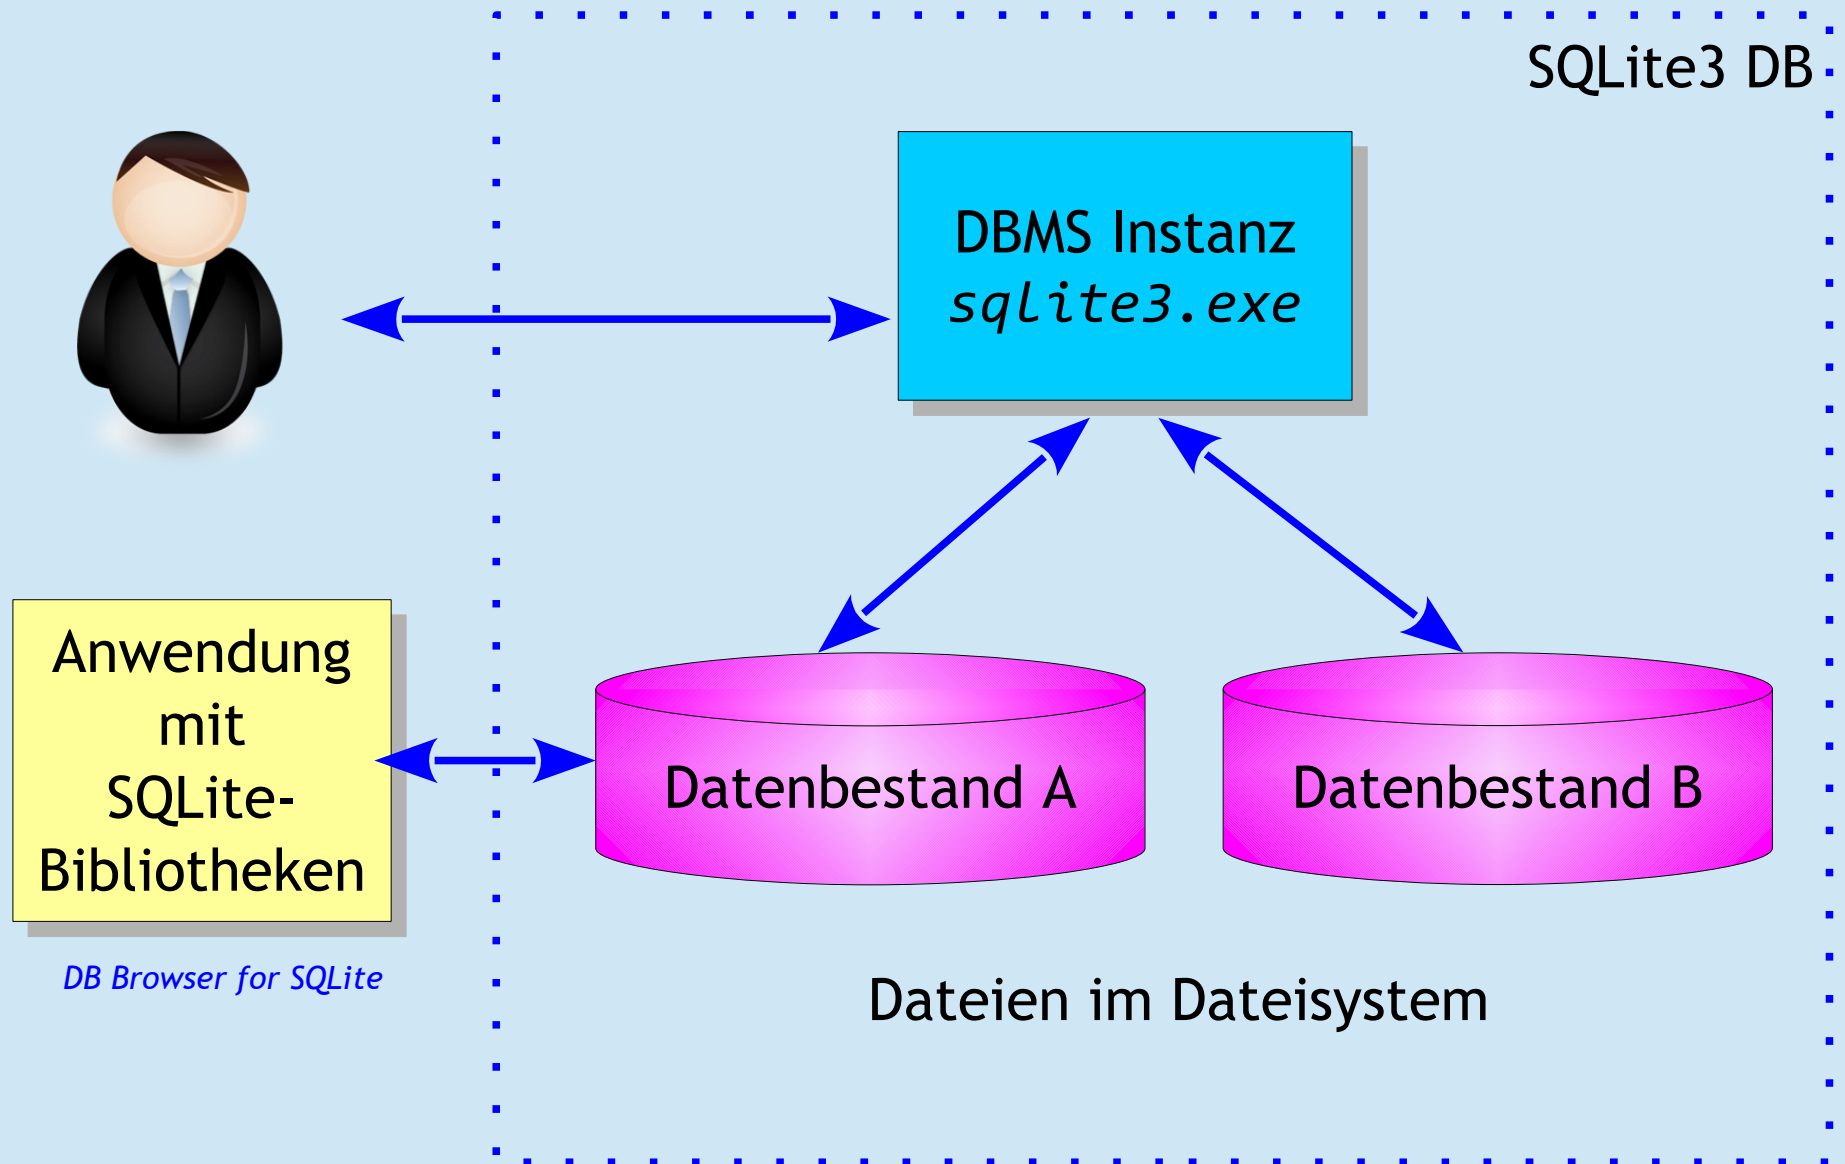 SQLite3 DB
DBMS Instanz
sqlite3.exe
Anwendung
mit
SQLite-
Bibliotheken
DB Browser for SQLite
Datenbestand A
Datenbestand B
Dateien im Dateisystem